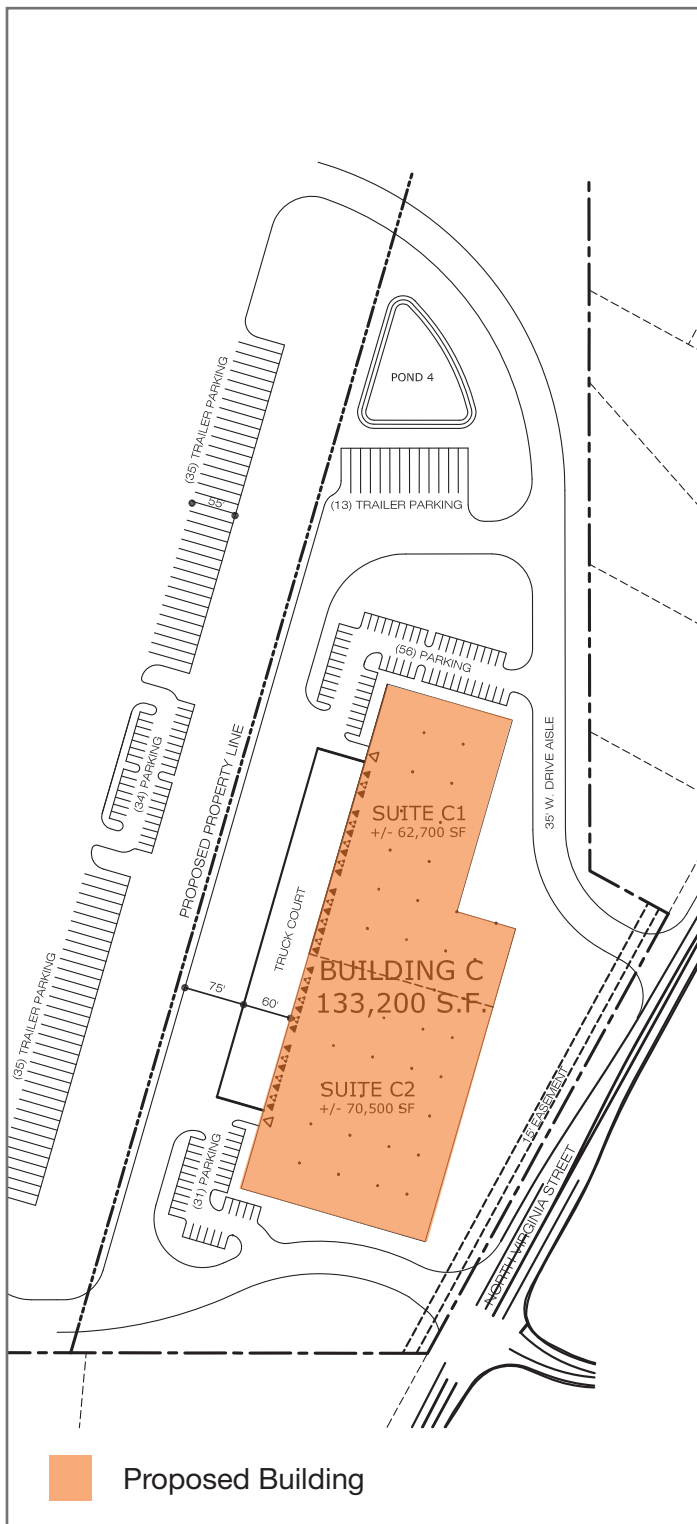 POND 4
(35) TRAILER PARKING
55'
(13) TRAILER PARKING
(56) PARKING
35' W. DRIVE AISLE
(34) PARKING
PROPOSED PROPERTY LINE
SUITE C1
+/- 62,700 SF
TRUCK COURT
BUILDING C
133,200 S.F.
75'
60'
(35) TRAILER PARKING
SUITE C2
+/- 70,500 SF
15' EASEMENT
(31) PARKING
NORTH VIRGINIA STREET
Proposed Building